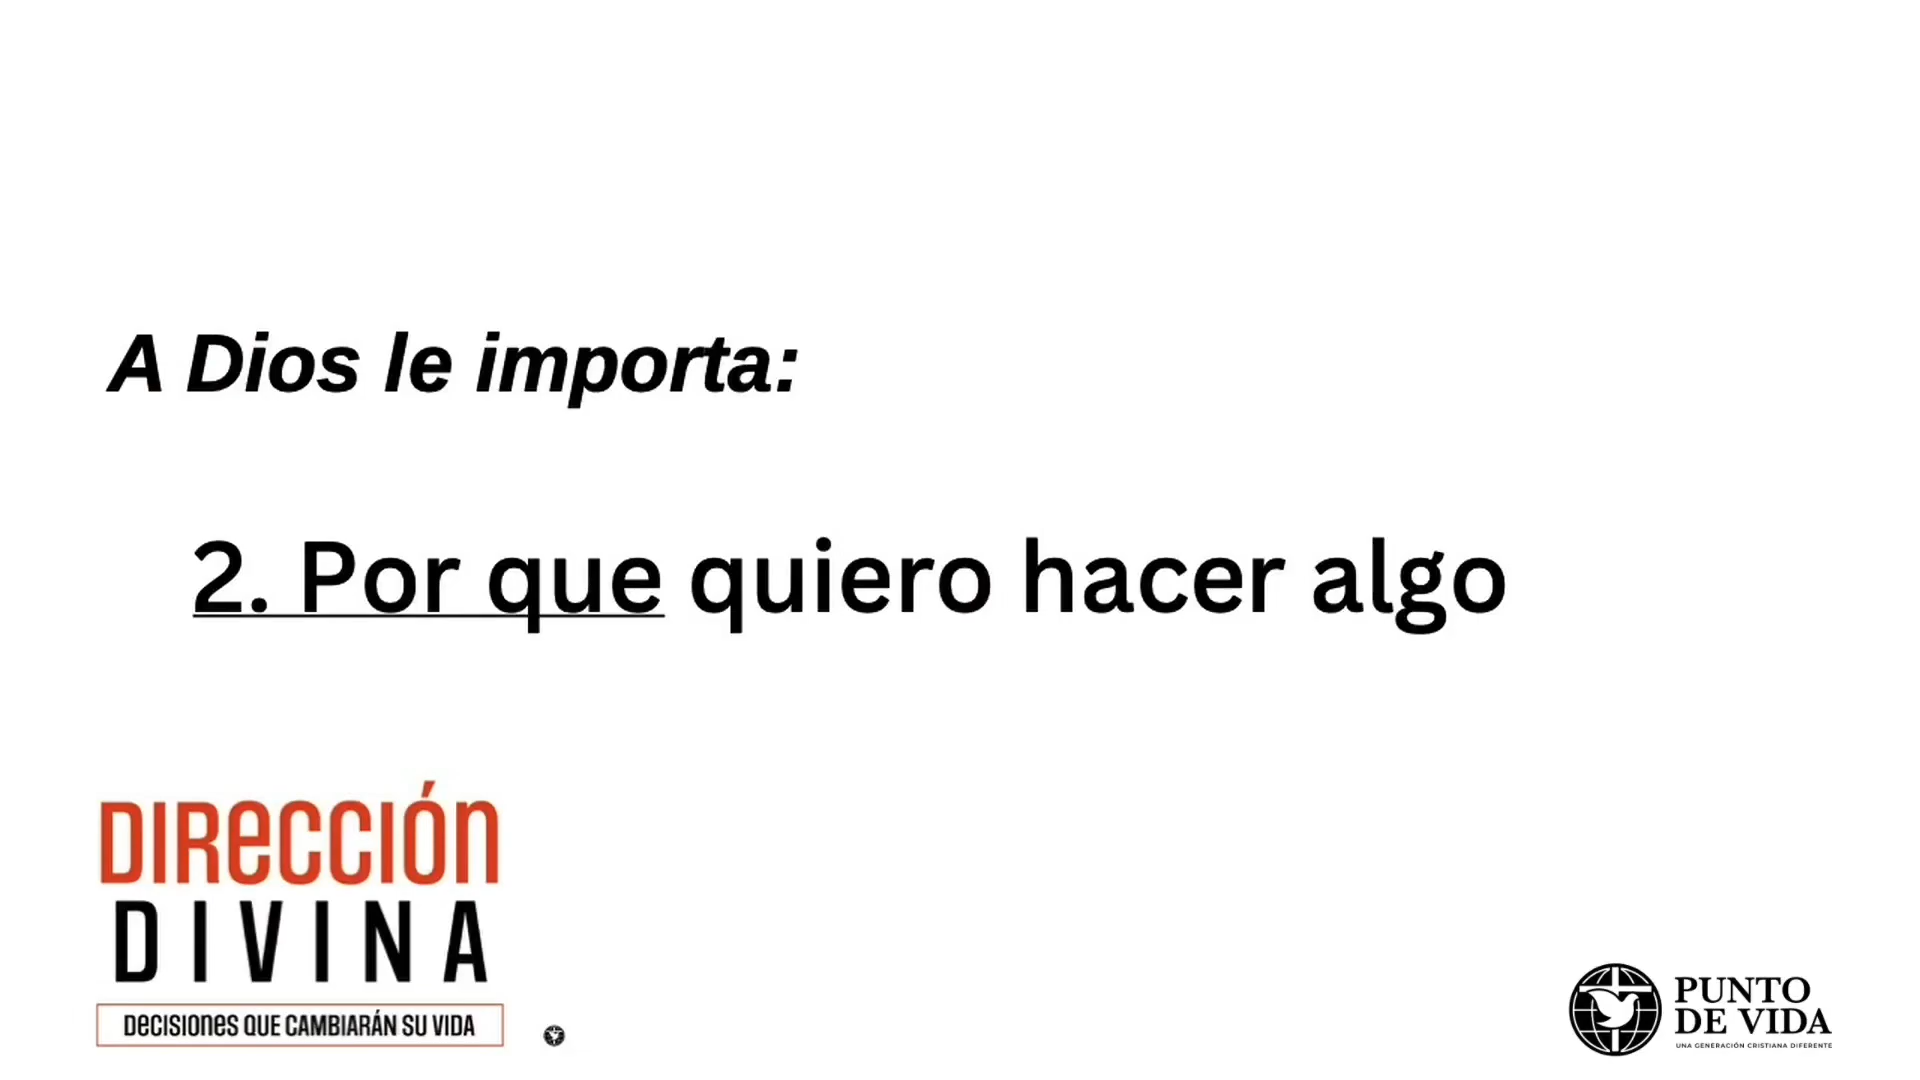 A Dios le importa:
2. Por que quiero hacer algo
DIRECCIÓN
DIVINA
DECISIONES QUE CAMBIARÁN SU VIDA
PUNTO
DE VIDA
UNA GENERACIÓN CRISTIANA DIFERENTE